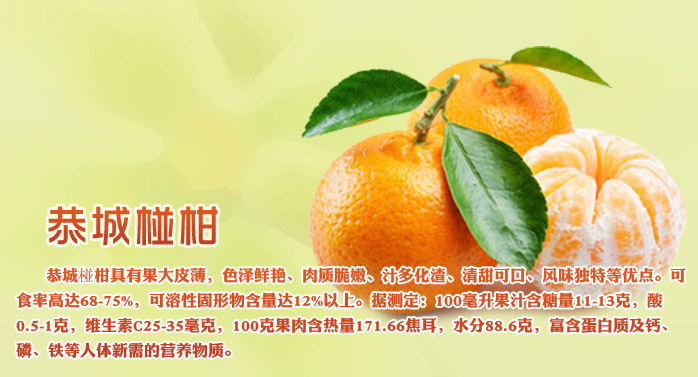 恭城椪柑
恭城椪柑具有果大皮薄，色泽鲜艳、肉质脆嫩、汁多化渣、清甜可口、风味独特等优点。可
食率高达68-75%，可溶性固形物含量达12%以上。据测定：100毫升果汁含糖量11-13克，酸
0.5-1克，维生素C25-35毫克，100克果肉含热量171.66焦耳，水分88.6克，富含蛋白质及钙、
磷、铁等人体新需的营养物质。